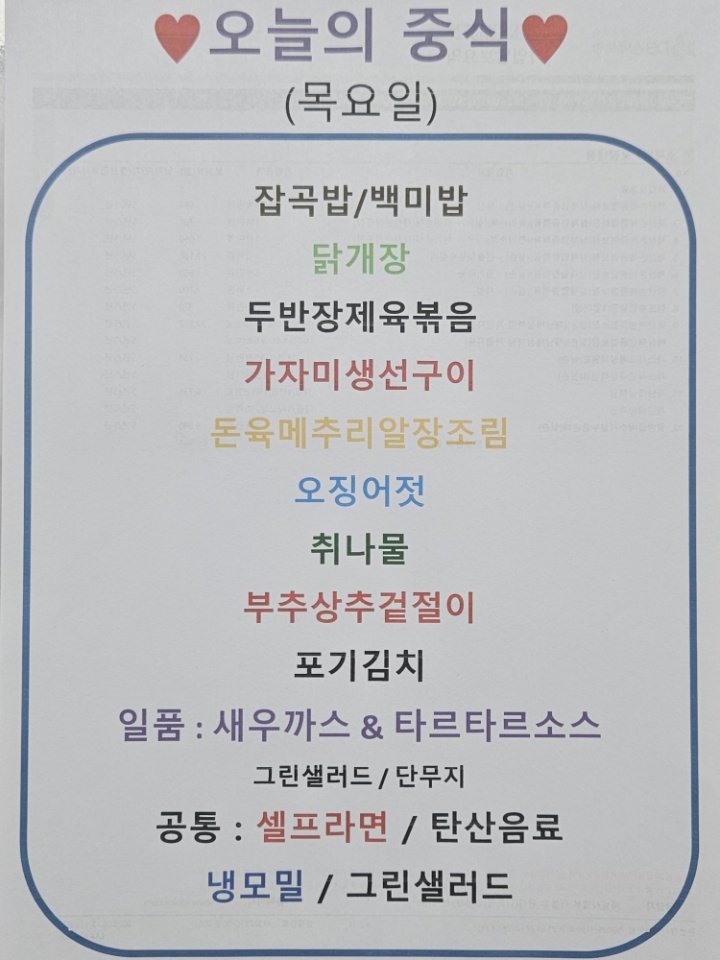 ♥오늘의 중식♥
(목요일)
잡곡밥/백미밥
닭개장
두반장제육볶음
가자미생선구이
돈육메추리알장조림
오징어젓
취나물
부추상추겉절이
포기김치
일품 : 새우까스 & 타르타르소스
그린샐러드 / 단무지
공통 : 셀프라면 / 탄산음료
냉모밀 / 그린샐러드